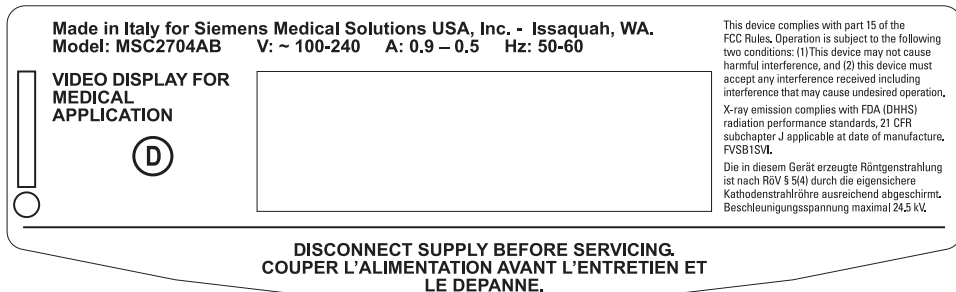 Made in Italy for Siemens Medical Solutions USA, Inc. - Issaquah, WA.
Model: MSC2704AB V: ~ 100-240 A: 0.9 – 0.5 Hz: 50-60
VIDEO DISPLAY FOR
MEDICAL
APPLICATION
D
This device complies with part 15 of the
FCC Rules. Operation is subject to the following
two conditions: (1) This device may not cause
harmful interference, and (2) this device must
accept any interference received including
interference that may cause undesired operation.
X-ray emission complies with FDA (DHHS)
radiation performance standards, 21 CFR
subchapter J applicable at date of manufacture.
FVSB1SVI.
Die in diesem Gerät erzeugte Röntgenstrahlung
ist nach RöV § 5(4) durch die eigensichere
Kathodenstrahlröhre ausreichend abgeschirmt.
Beschleunigungsspannung maximal 24.5 kV.
DISCONNECT SUPPLY BEFORE SERVICING.
COUPER L'ALIMENTATION AVANT L'ENTRETIEN ET
LE DEPANNE.